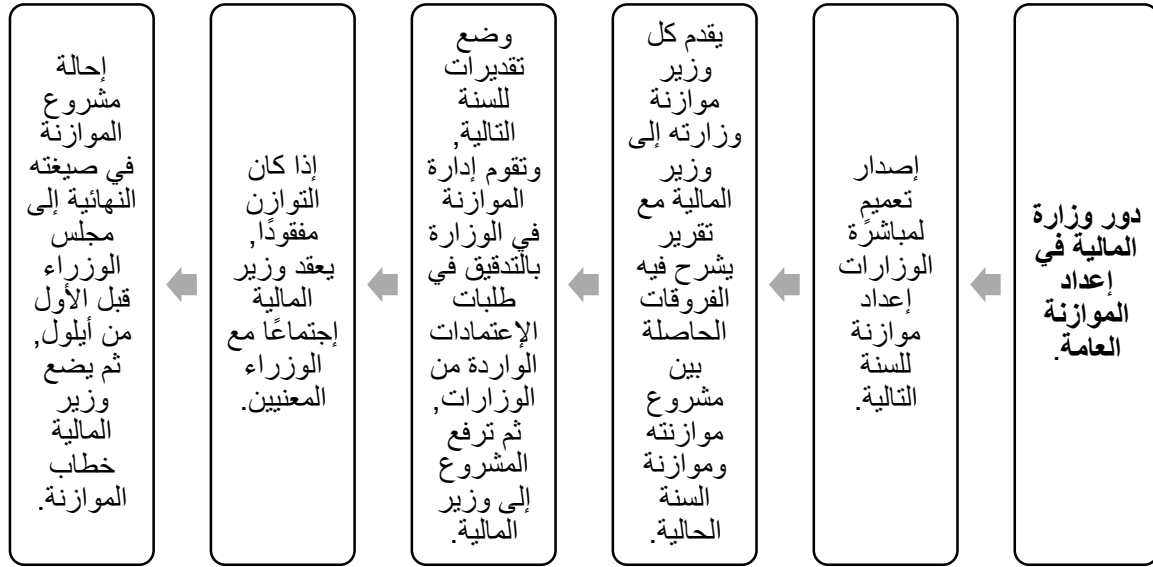 دور وزارة
المالية في
إعداد
الموازنة
العامة.
إصدار
تعميمٍ
لمباشرة
الوزارات
إعداد
موازنة
للسنة
التالية.
يقدم كل
وزير
موازنة
وزارته إلى
وزير
المالية مع
تقرير
يشرح فيه
الفروقات
الحاصلة
بين
مشروع
موازنته
وموازنة
السنة
الحالية.
وضع
تقديرات
للسنة
التالية,
وتقوم إدارة
الموازنة
في الوزارة
بالتدقيق في
طلبات
الإعتمادات
الواردة من
الوزارات,
ثم ترفع
المشروع
إلى وزير
المالية.
إذا كان
التوازن
مفقودًا,
يعقد وزير
المالية
إجتماعًا مع
الوزراء
المعنيين.
إحالة
مشروع
الموازنة
في صيغته
النهائية إلى
مجلس
الوزراء
قبل الأول
من أيلول,
ثم يضع
وزير
المالية
خطاب
الموازنة.